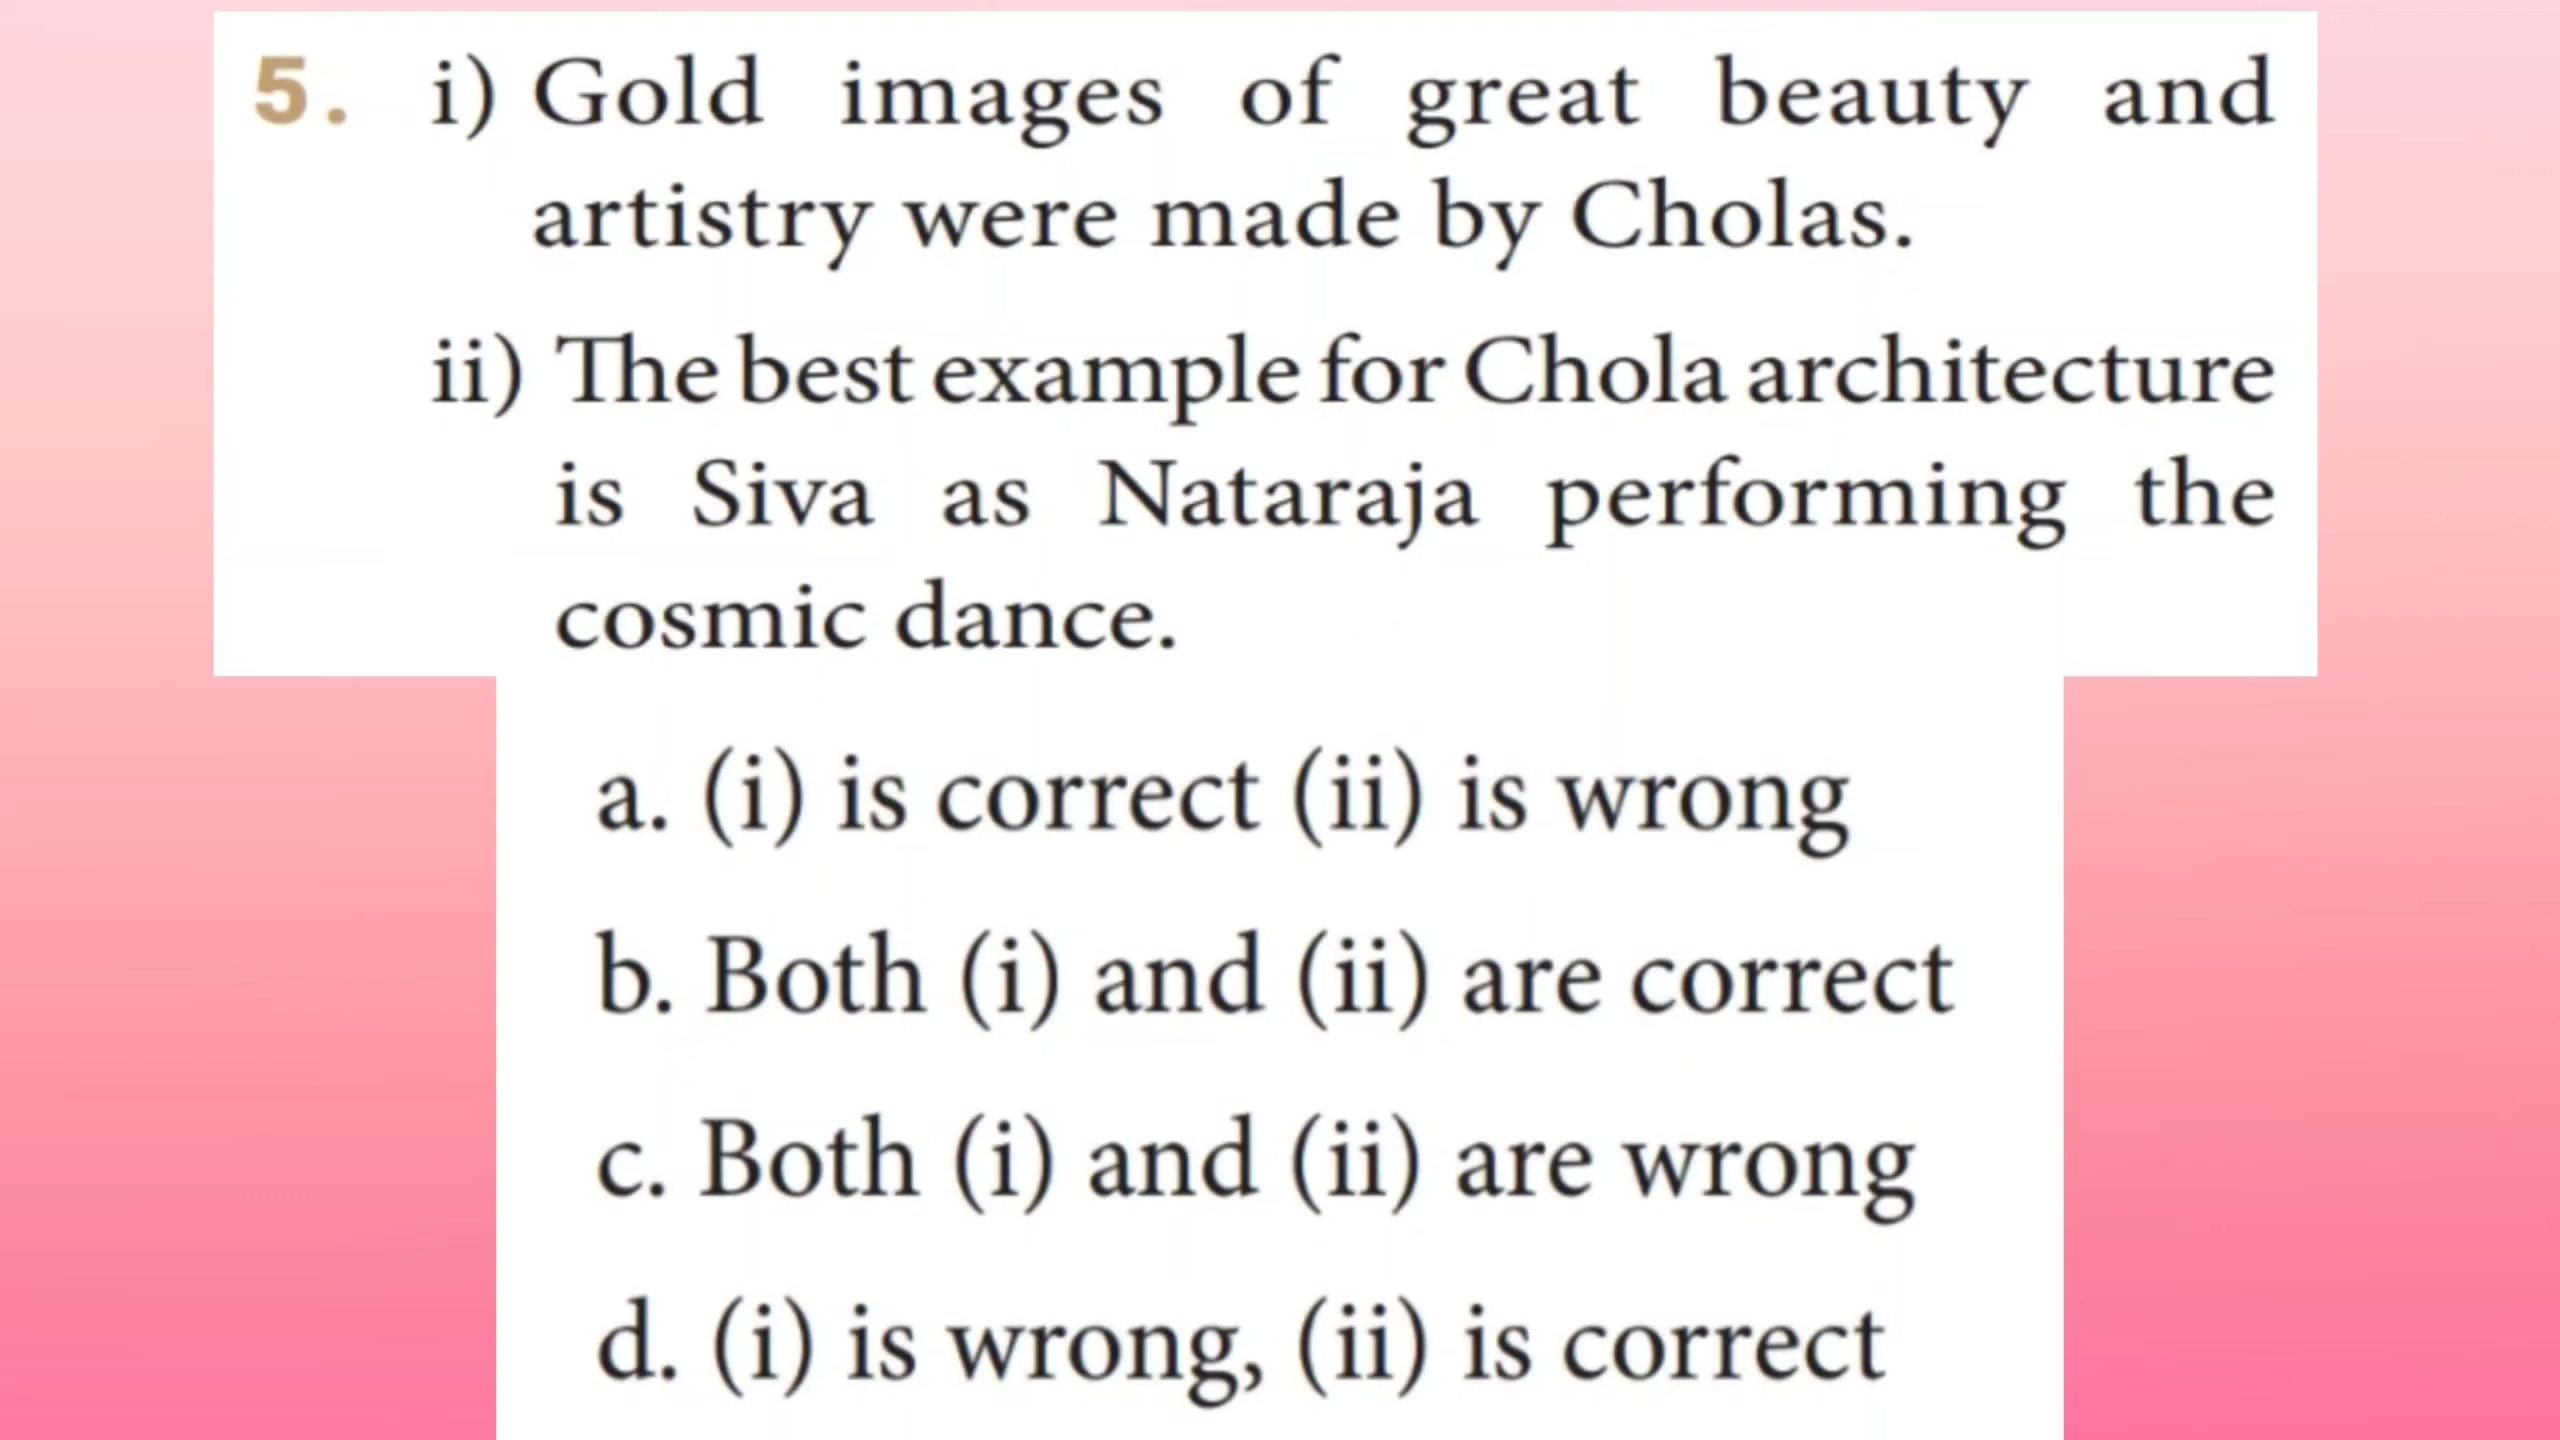 5. i) Gold images of great beauty and
artistry were made by Cholas.
ii) The best example for Chola architecture
is Siva as Nataraja performing the
cosmic dance.
a. (i) is correct (ii) is wrong
b. Both (i) and (ii) are correct
c. Both (i) and (ii) are wrong
d. (i) is wrong, (ii) is correct